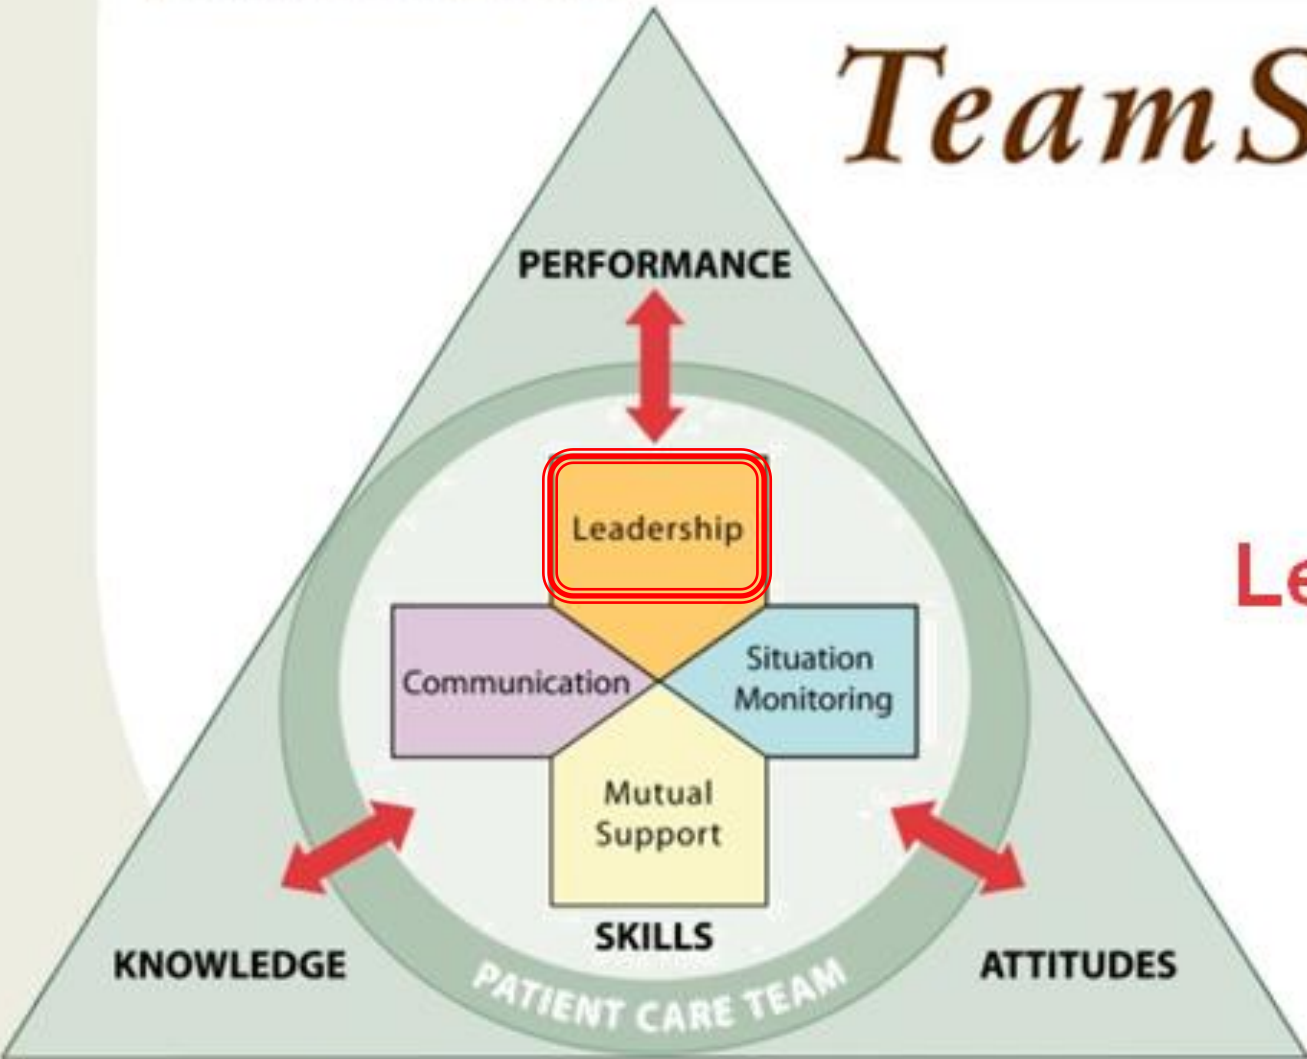 TeamS
PERFORMANCE
Leadership
Le
Communication
Situation
Monitoring
Mutual
Support
SKILLS
KNOWLEDGE
ATTITUDES
PATIENT CARE TEAM